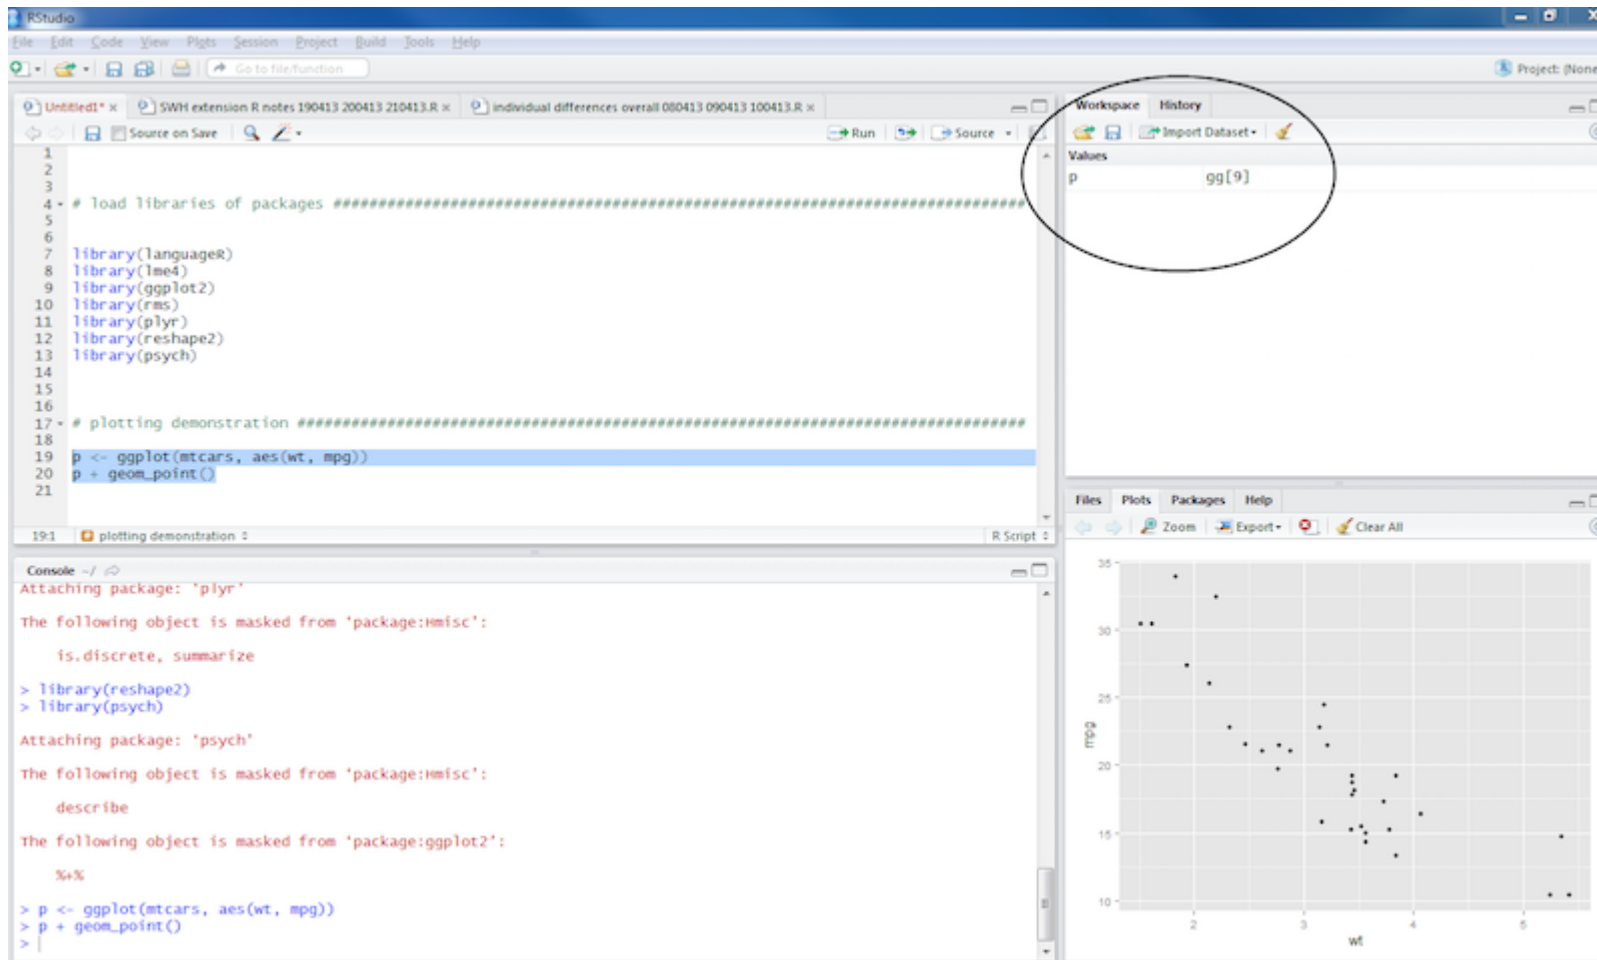 RStudio
File Edit Code View Plots Session Project Build Tools Help
Go to file/function
Project: (None
Untitled1* × SWH extension R notes 190413 200413 210413.R × individual differences overall 080413 090413 100413.R ×
Source on Save Run Source
1
2
3
4 # load libraries of packages ##############################################################################
5
6
7 library(languageR)
8 library(lme4)
9 library(ggplot2)
10 library(rms)
11 library(plyr)
12 library(reshape2)
13 library(psych)
14
15
16
17 # plotting demonstration ##################################################################################
18
19 p <- ggplot(mtcars, aes(wt, mpg))
20 p + geom_point()
21
19:1 plotting demonstration R Script
Console ~/
Attaching package: 'plyr'
The following object is masked from 'package:Hmisc':
is.discrete, summarize
> library(reshape2)
> library(psych)
Attaching package: 'psych'
The following object is masked from 'package:Hmisc':
describe
The following object is masked from 'package:ggplot2':
%+%
> p <- ggplot(mtcars, aes(wt, mpg))
> p + geom_point()
>
Workspace History
Import Dataset
Values
p gg[9]
Files Plots Packages Help
Zoom Export Clear All
35
30
25
20
15
10
mpg
2 3 4 5
wt